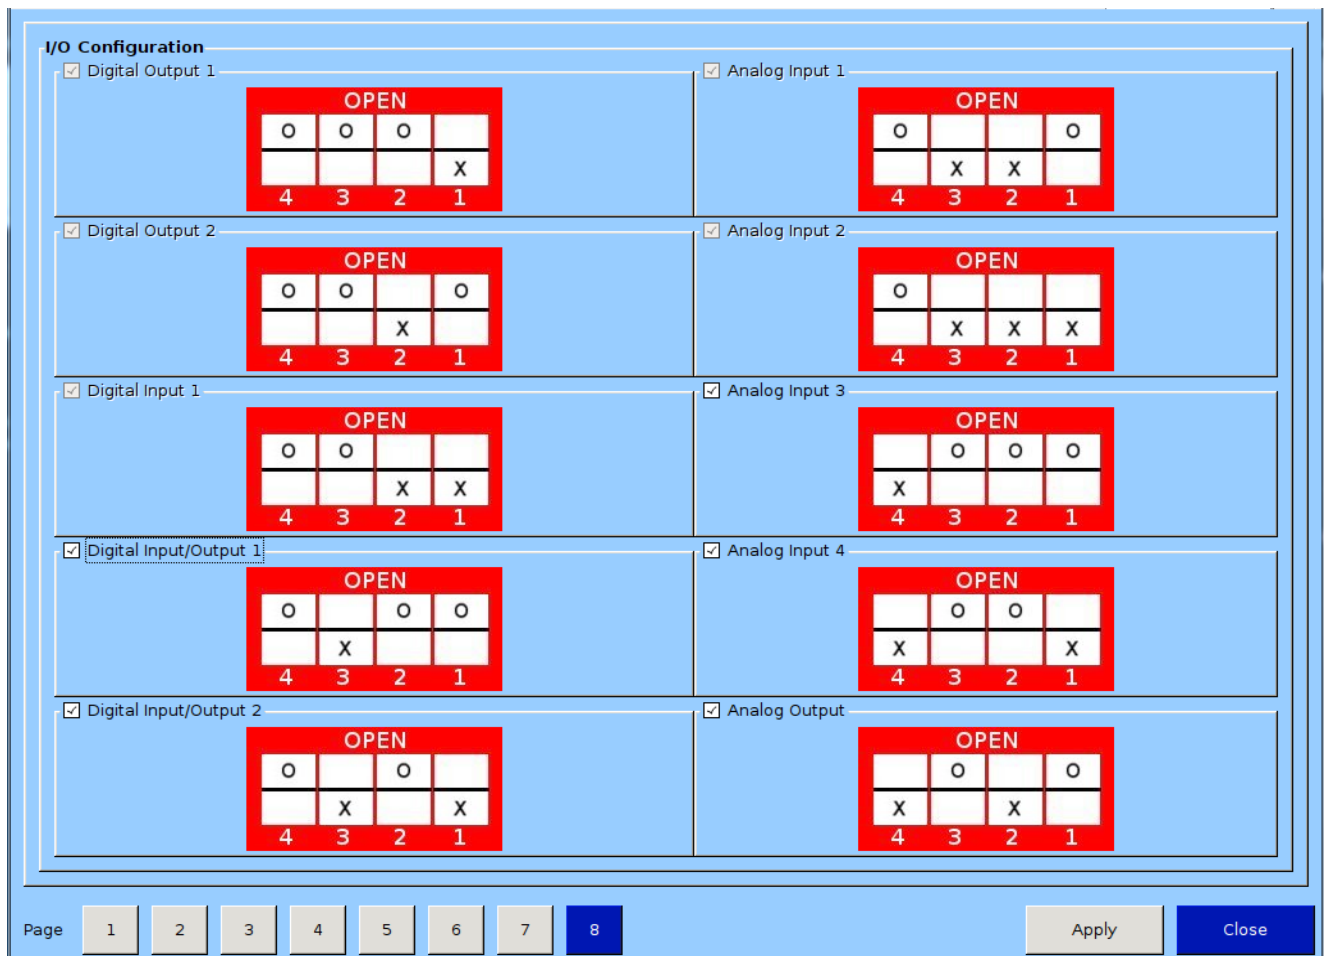 I/O Configuration
Digital Output 1
OPEN
O O O
X
4 3 2 1
Analog Input 1
OPEN
O O
X X
4 3 2 1
Digital Output 2
OPEN
O O O
X
4 3 2 1
Analog Input 2
OPEN
O
X X X
4 3 2 1
Digital Input 1
OPEN
O O
X X
4 3 2 1
Analog Input 3
OPEN
O O O
X
4 3 2 1
Digital Input/Output 1
OPEN
O O O
X
4 3 2 1
Analog Input 4
OPEN
O O
X X
4 3 2 1
Digital Input/Output 2
OPEN
O O
X X
4 3 2 1
Analog Output
OPEN
O O
X X
4 3 2 1
Page 1 2 3 4 5 6 7 8 Apply Close